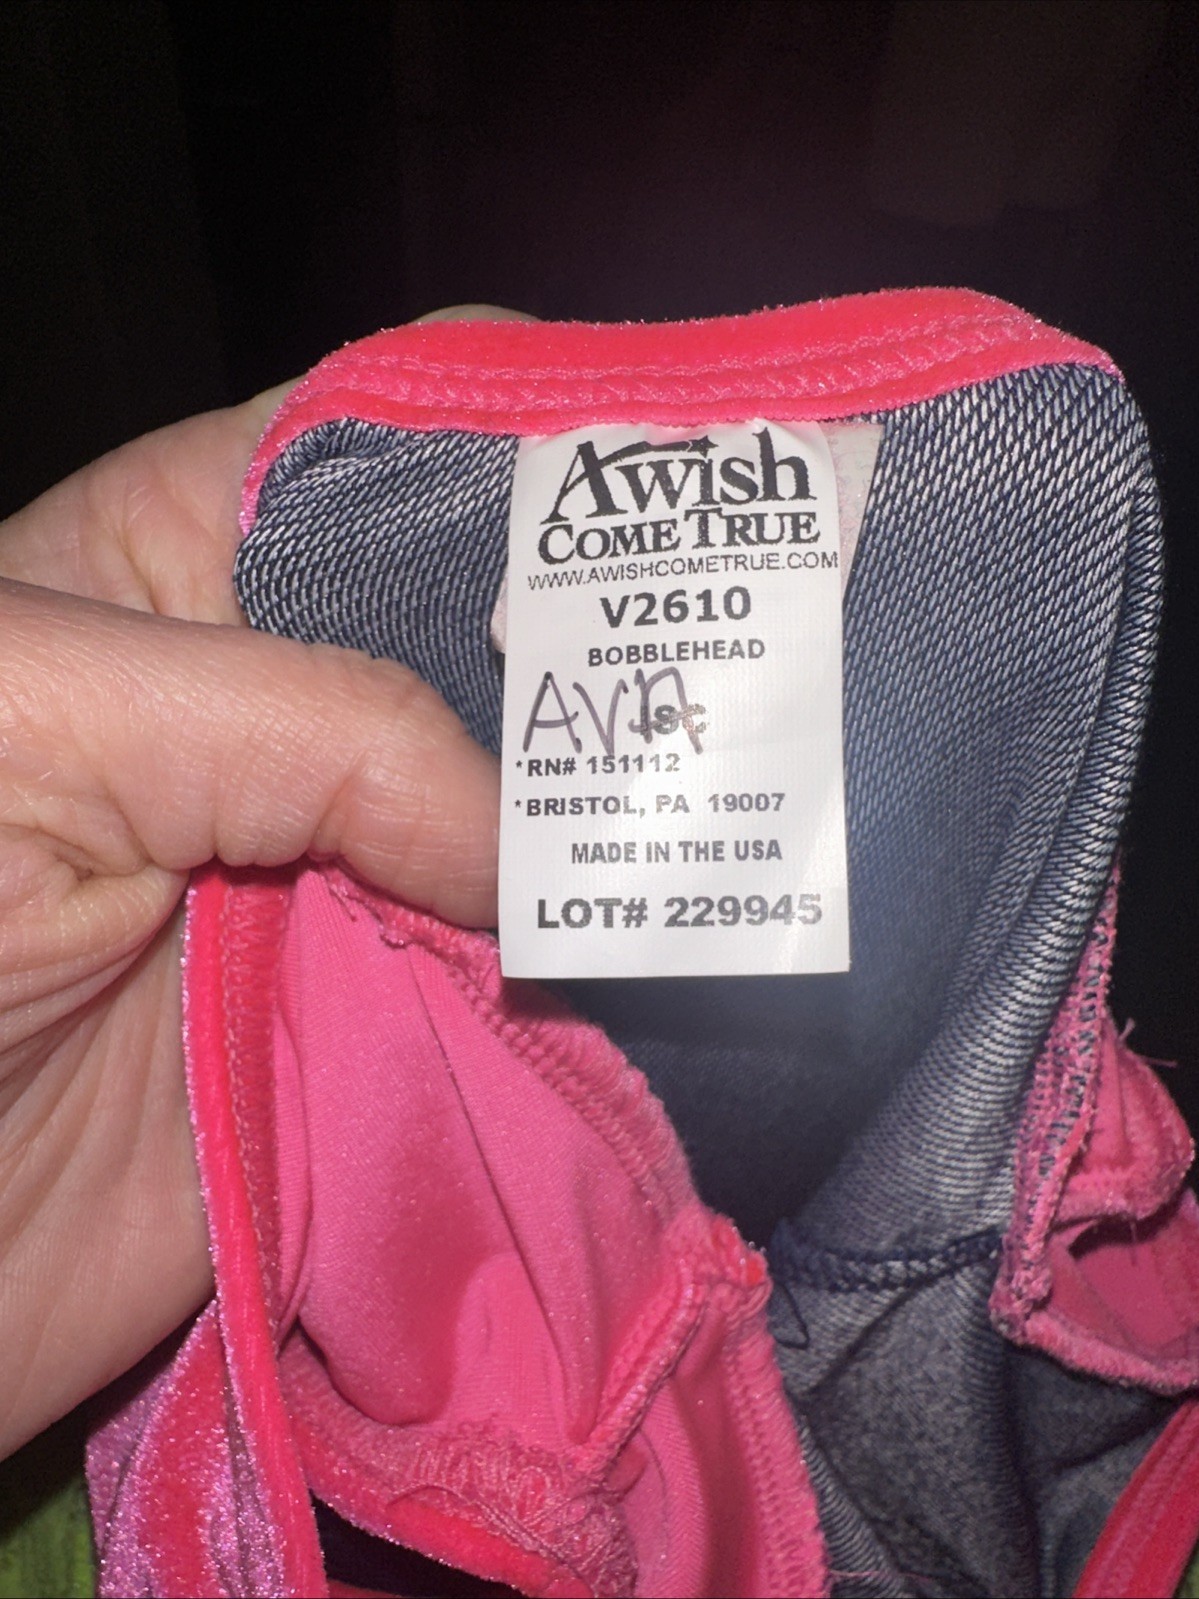 A wish
COME TRUE
WWW.AWISHCOMETRUE.COM
V2610
BOBBLEHEAD
AVA
*RN# 151112
*BRISTOL, PA 19007
MADE IN THE USA
LOT# 229945